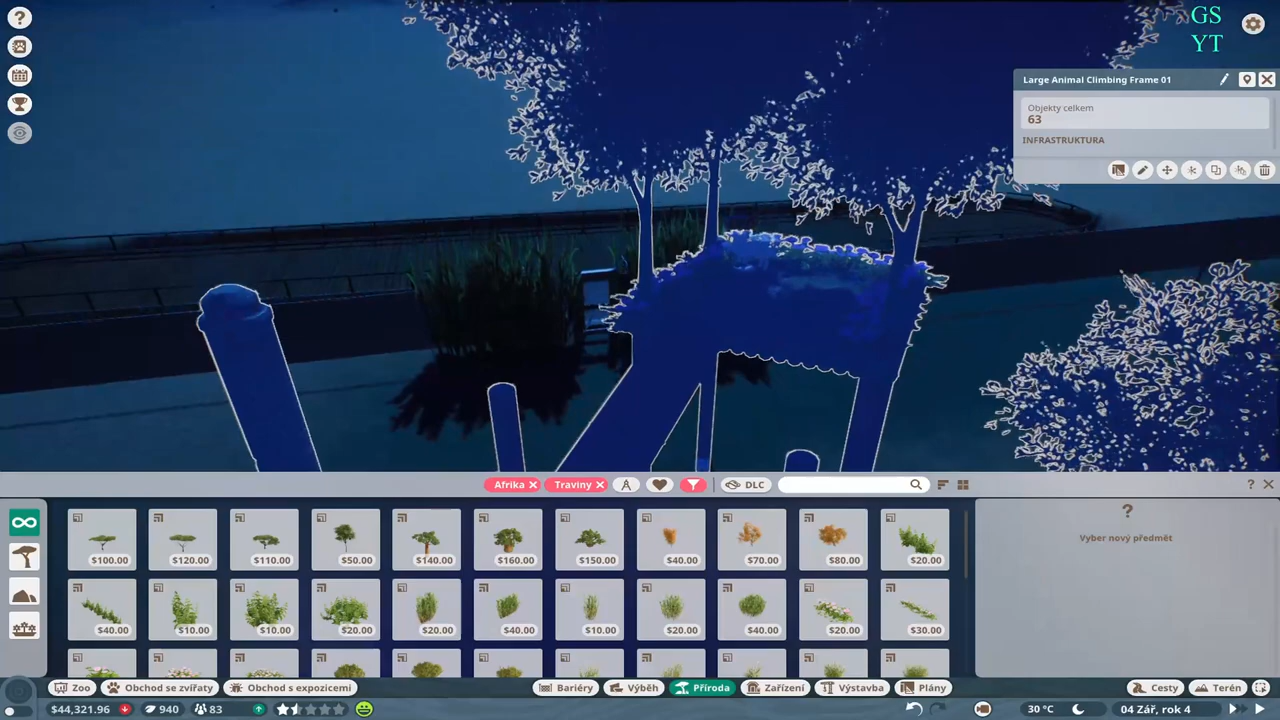 GS
YT
Large Animal Climbing Frame 01
Objekty celkem
63
INFRASTRUKTURA
Afrika Traviny DLC
Vyber nový předmět
$100.00 $120.00 $110.00 $50.00 $140.00 $160.00 $150.00 $40.00 $70.00 $80.00 $20.00
$40.00 $10.00 $10.00 $20.00 $20.00 $40.00 $10.00 $20.00 $40.00 $20.00 $30.00
Zoo Obchod se zvířaty Obchod s expozicemi Bariéry Výběh Příroda Zařízení Výstavba Plány Cesty Terén
$44,321.96 940 83 30 °C 04 Zář, rok 4